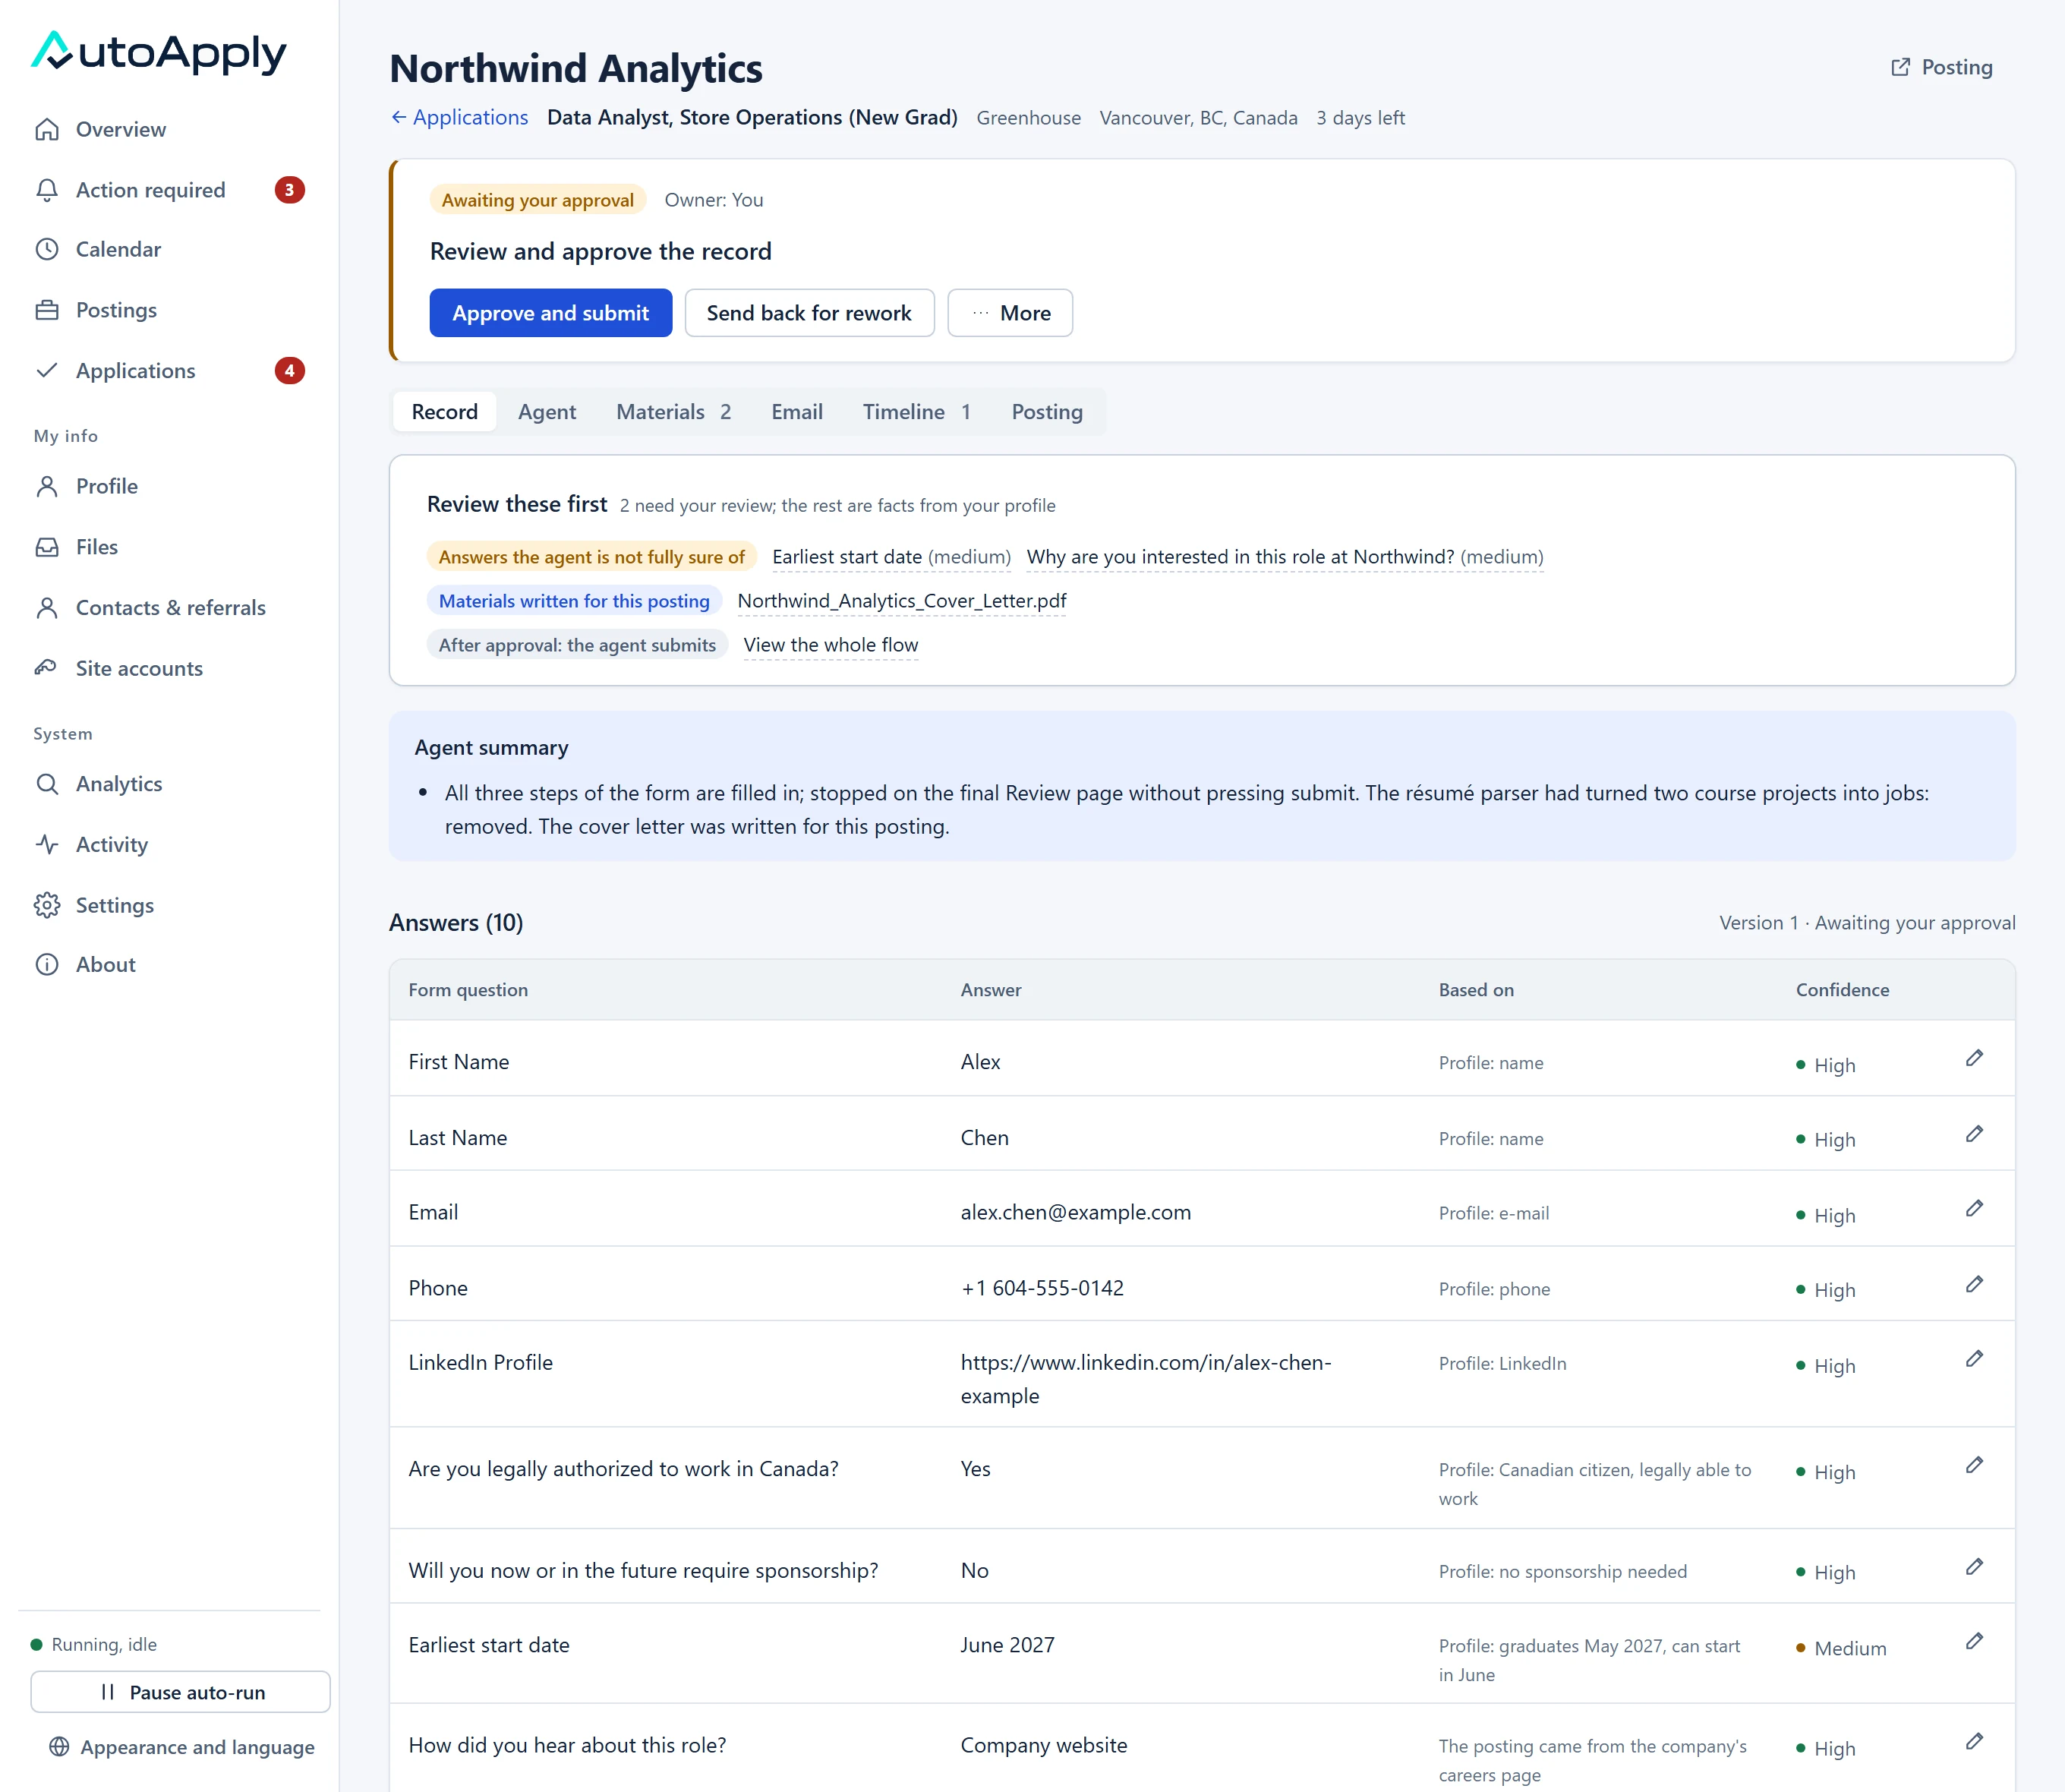 AutoApply
Overview
Action required 3
Calendar
Postings
Applications 4
My info
Profile
Files
Contacts & referrals
Site accounts
System
Analytics
Activity
Settings
About
Running, idle
Pause auto-run
Appearance and language
Northwind Analytics
Posting
← Applications Data Analyst, Store Operations (New Grad) Greenhouse Vancouver, BC, Canada 3 days left
Awaiting your approval Owner: You
Review and approve the record
Approve and submit Send back for rework ··· More
Record Agent Materials 2 Email Timeline 1 Posting
Review these first 2 need your review; the rest are facts from your profile
Answers the agent is not fully sure of Earliest start date (medium) Why are you interested in this role at Northwind? (medium)
Materials written for this posting Northwind_Analytics_Cover_Letter.pdf
After approval: the agent submits View the whole flow
Agent summary
• All three steps of the form are filled in; stopped on the final Review page without pressing submit. The résumé parser had turned two course projects into jobs:
removed. The cover letter was written for this posting.
Answers (10) Version 1 · Awaiting your approval
Form question Answer Based on Confidence
First Name Alex Profile: name High
Last Name Chen Profile: name High
Email alex.chen@example.com Profile: e-mail High
Phone +1 604-555-0142 Profile: phone High
LinkedIn Profile https://www.linkedin.com/in/alex-chen- Profile: LinkedIn High
example
Are you legally authorized to work in Canada? Yes Profile: Canadian citizen, legally able to High
work
Will you now or in the future require sponsorship? No Profile: no sponsorship needed High
Earliest start date June 2027 Profile: graduates May 2027, can start Medium
in June
How did you hear about this role? Company website The posting came from the company's High
careers page